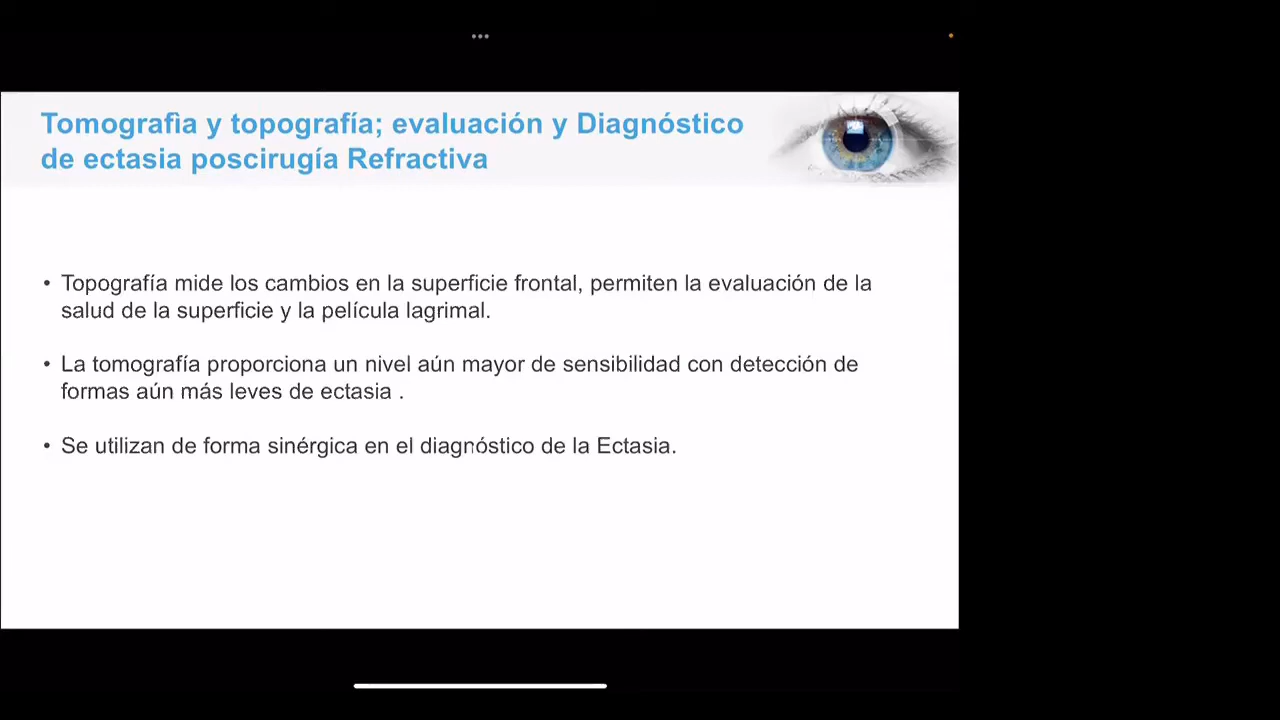 Tomografìa y topografía; evaluación y Diagnóstico
de ectasia poscirugía Refractiva
• Topografía mide los cambios en la superficie frontal, permiten la evaluación de la
salud de la superficie y la película lagrimal.
• La tomografía proporciona un nivel aún mayor de sensibilidad con detección de
formas aún más leves de ectasia .
• Se utilizan de forma sinérgica en el diagnóstico de la Ectasia.